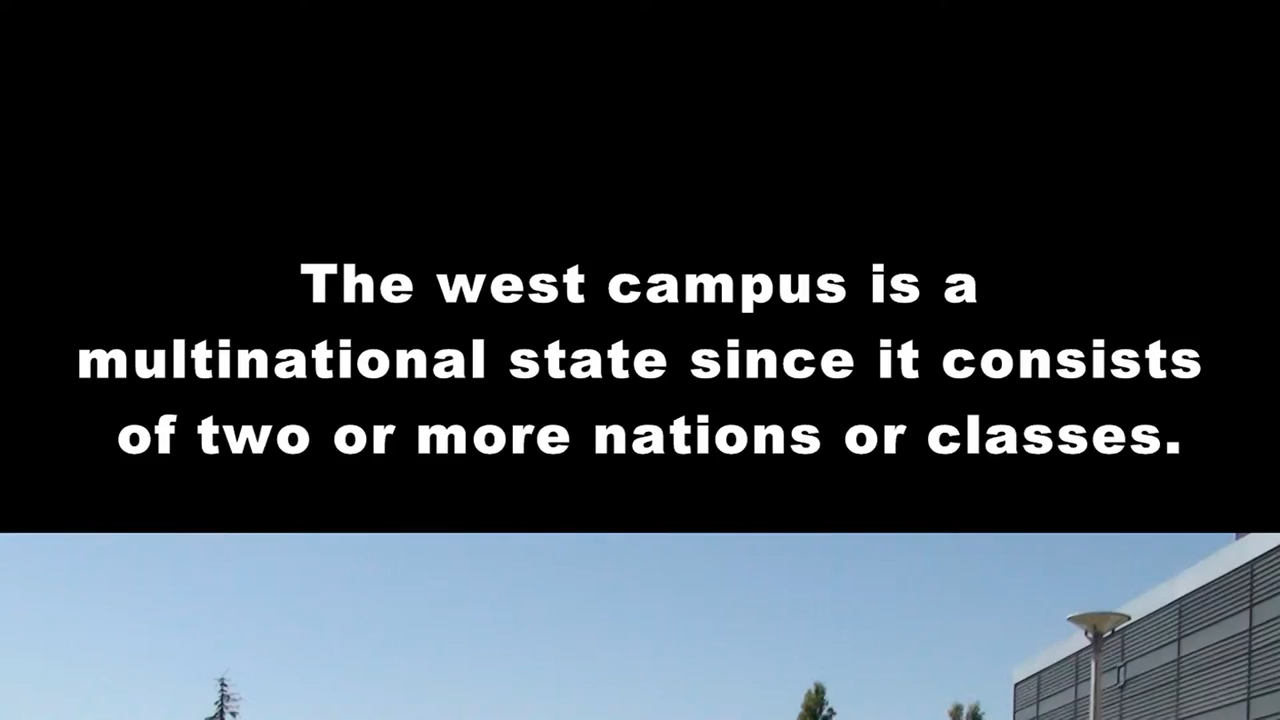 The west campus is a
multinational state since it consists
of two or more nations or classes.